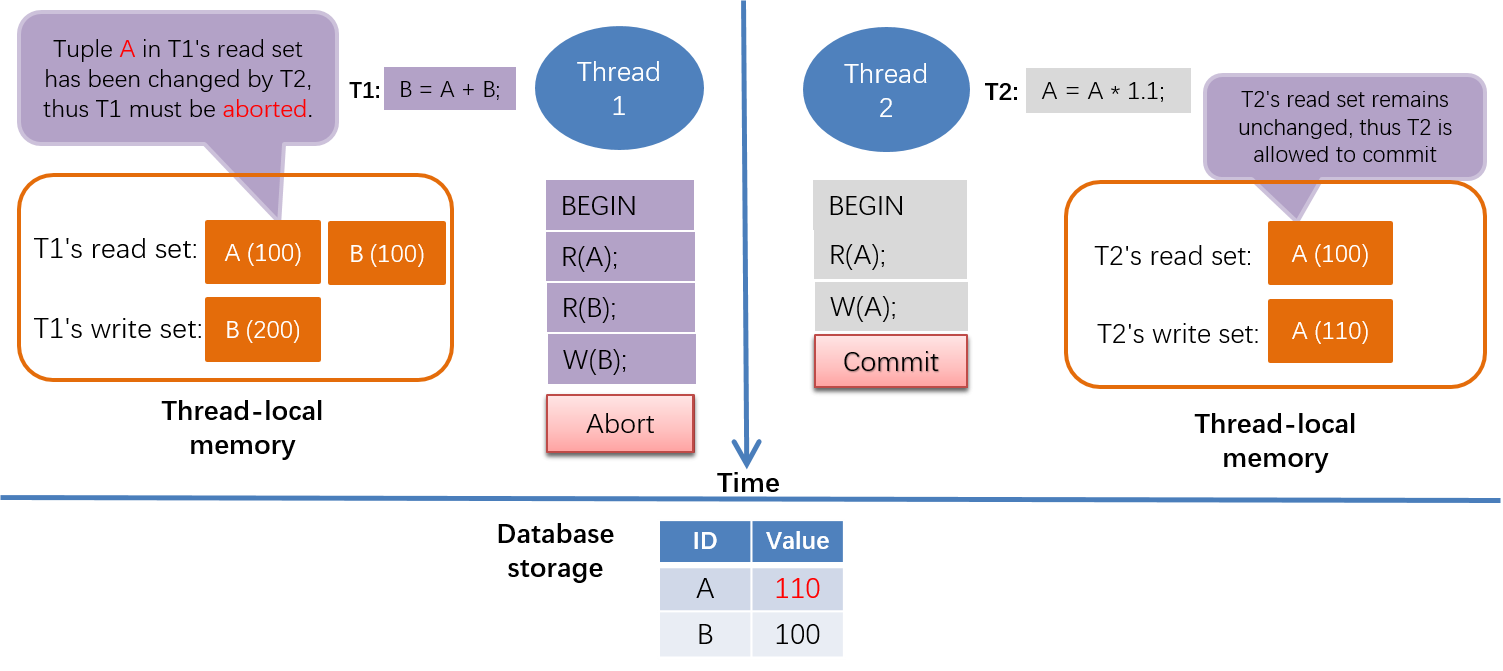 Tuple A in T1's read set
has been changed by T2,
thus T1 must be aborted.
T1: B = A + B;
Thread
1
Thread
2
T2: A = A * 1.1;
T2's read set remains
unchanged, thus T2 is
allowed to commit
T1's read set: A (100) B (100)
T1's write set: B (200)
Thread-local
memory
BEGIN
R(A);
R(B);
W(B);
Abort
BEGIN
R(A);
W(A);
Commit
T2's read set: A (100)
T2's write set: A (110)
Thread-local
memory
Time
Database
storage
ID Value
A 110
B 100